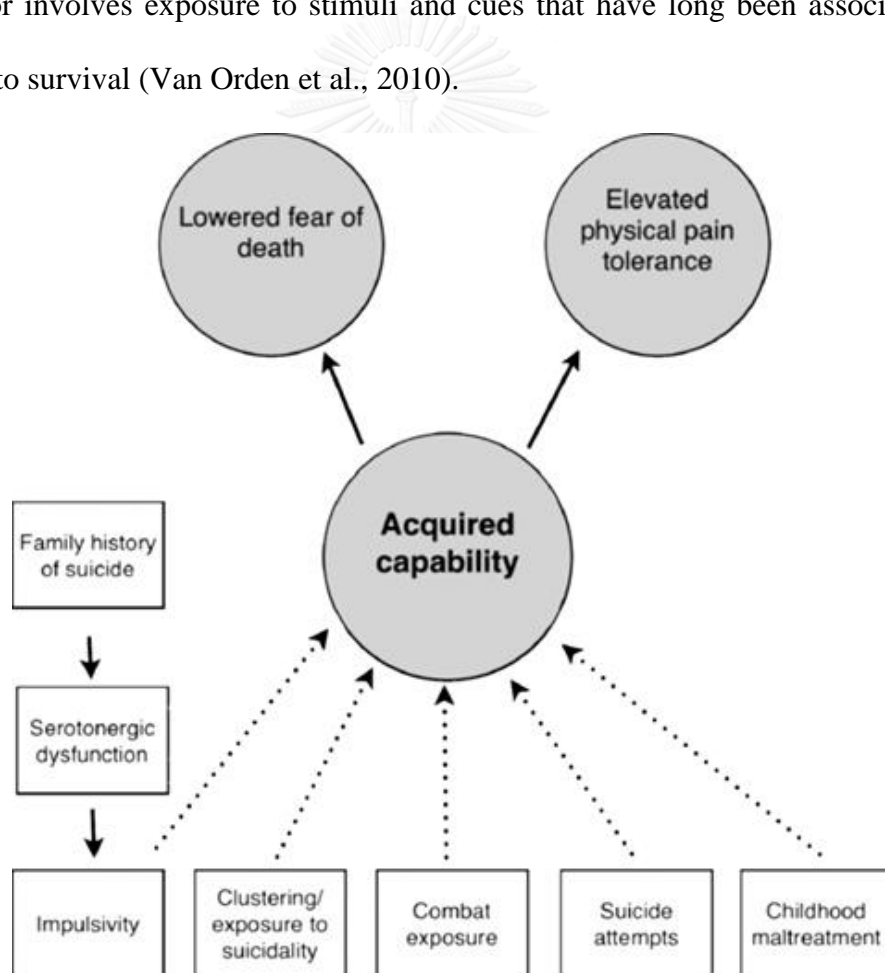 or involves exposure to stimuli and cues that have long been associ
to survival (Van Orden et al., 2010).
Lowered fear of
death
Elevated
physical pain
tolerance
Acquired
capability
Family history
of suicide
Serotonergic
dysfunction
Impulsivity
Clustering/
exposure to
suicidality
Combat
exposure
Suicide
attempts
Childhood
maltreatment